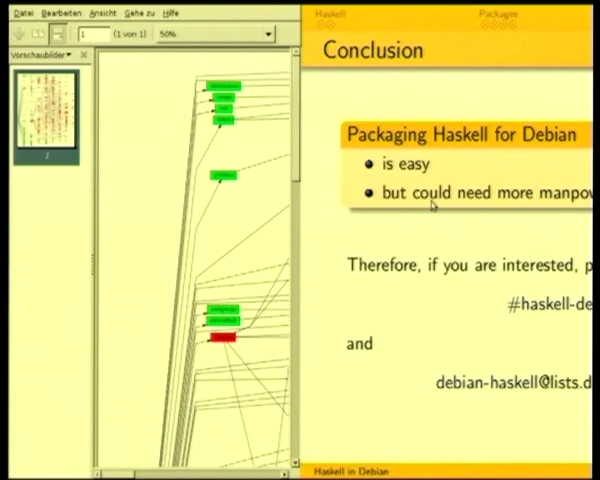 Datei Bearbeiten Ansicht Gehe zu Hilfe
1 (1 von 1) 50%
Vorschaubilder
1
Haskell Packages
Conclusion
Packaging Haskell for Debian
is easy
but could need more manpow
Therefore, if you are interested, p
#haskell-de
and
debian-haskell@lists.d
Haskell in Debian